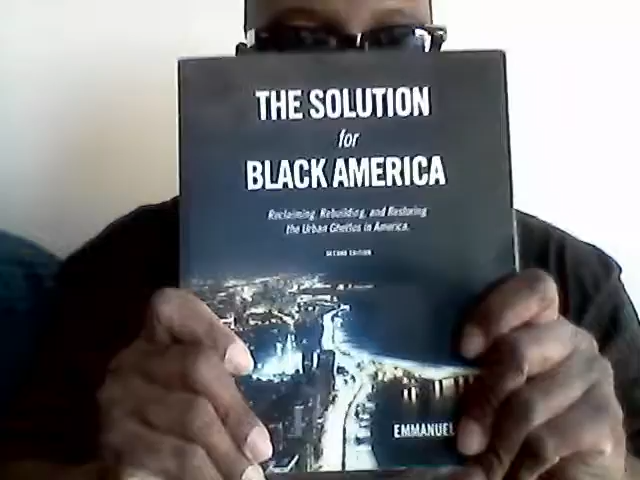 THE SOLUTION
for
BLACK AMERICA
Reclaiming, Rebuilding, and Restoring
the Urban Ghettos in America.
SECOND EDITION
EMMANUEL